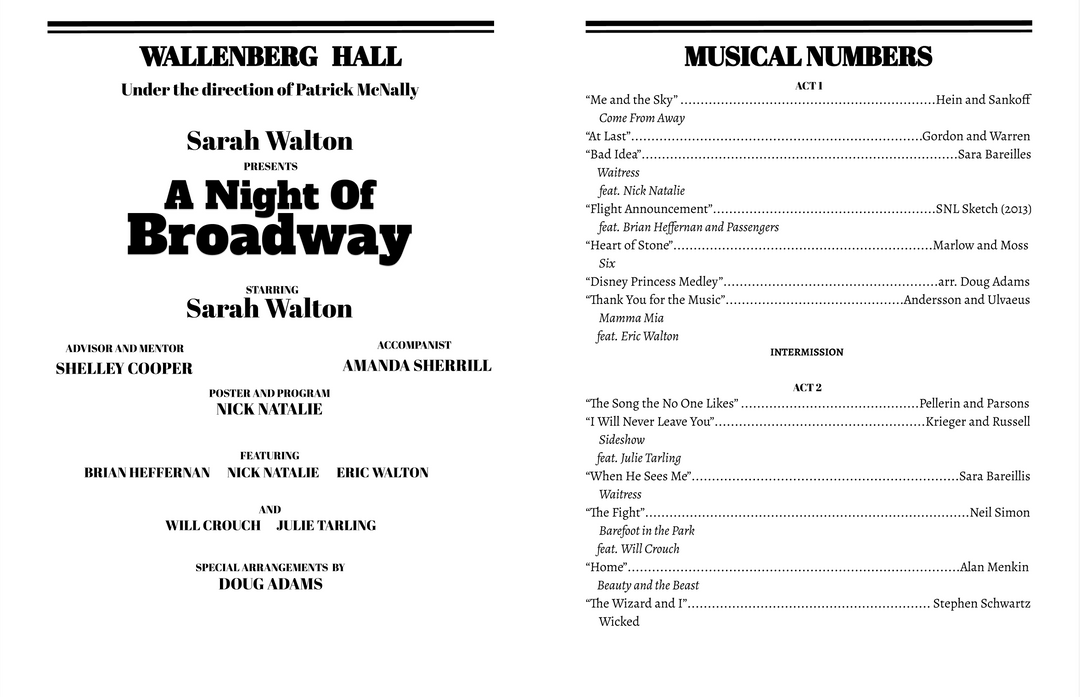 WALLENBERG HALL
Under the direction of Patrick McNally
Sarah Walton
PRESENTS
A Night Of
Broadway
STARRING
Sarah Walton
ADVISOR AND MENTOR
SHELLEY COOPER
ACCOMPANIST
AMANDA SHERRILL
POSTER AND PROGRAM
NICK NATALIE
FEATURING
BRIAN HEFFERNAN NICK NATALIE ERIC WALTON
AND
WILL CROUCH JULIE TARLING
SPECIAL ARRANGEMENTS BY
DOUG ADAMS
MUSICAL NUMBERS
ACT 1
“Me and the Sky” ..........................................Hein and Sankoff
Come From Away
“At Last”................................................Gordon and Warren
“Bad Idea”....................................................Sara Bareilles
Waitress
feat. Nick Natalie
“Flight Announcement”.....................................SNL Sketch (2013)
feat. Brian Heffernan and Passengers
“Heart of Stone”...........................................Marlow and Moss
Six
“Disney Princess Medley”...................................arr. Doug Adams
“Thank You for the Music”.............................Andersson and Ulvaeus
Mamma Mia
feat. Eric Walton
INTERMISSION
ACT 2
“The Song the No One Likes” .............................Pellerin and Parsons
“I Will Never Leave You”...................................Krieger and Russell
Sideshow
feat. Julie Tarling
“When He Sees Me”............................................Sara Bareillis
Waitress
“The Fight”.....................................................Neil Simon
Barefoot in the Park
feat. Will Crouch
“Home”.......................................................Alan Menkin
Beauty and the Beast
“The Wizard and I”........................................ Stephen Schwartz
Wicked